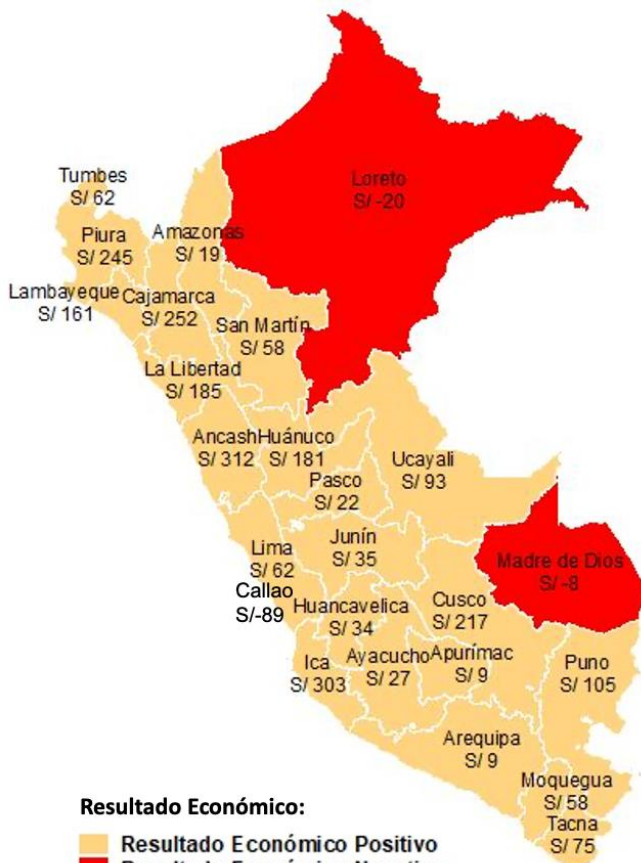 Loreto
S/ -20
Tumbes
S/ 62
Piura
S/ 245
Amazonas
S/ 19
Lambayeque
S/ 161
Cajamarca
S/ 252
San Martín
S/ 58
La Libertad
S/ 185
Ancash
S/ 312
Huánuco
S/ 181
Ucayali
S/ 93
Pasco
S/ 22
Junín
S/ 35
Lima
S/ 62
Callao
S/-89
Madre de Dios
S/ -8
Huancavelica
S/ 34
Cusco
S/ 217
Ica
S/ 303
Ayacucho
S/ 27
Apurímac
S/ 9
Puno
S/ 105
Arequipa
S/ 9
Moquegua
S/ 58
Tacna
S/ 75
Resultado Económico:
Resultado Económico Positivo
Resultado Económico